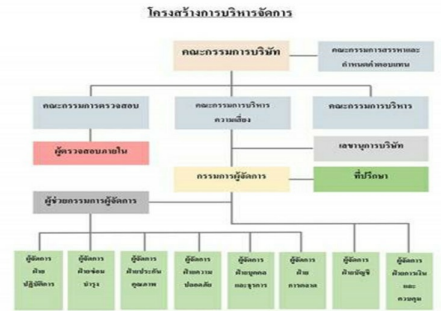 โครงสร้างการบริหารจัดการ
คณะกรรมการบริษัท
คณะกรรมการสรรหาและ
กำหนดค่าตอบแทน
คณะกรรมการตรวจสอบ
คณะกรรมการบริหาร
ความเสี่ยง
คณะกรรมการบริหาร
ผู้ตรวจสอบภายใน
เลขานุการบริษัท
กรรมการผู้จัดการ
ที่ปรึกษา
ผู้ช่วยกรรมการผู้จัดการ
ผู้จัดการ
ฝ่าย
ปฏิบัติการ
ผู้จัดการ
ฝ่ายซ่อม
บำรุง
ผู้จัดการ
ฝ่ายประกัน
คุณภาพ
ผู้จัดการ
ฝ่ายความ
ปลอดภัย
ผู้จัดการ
ฝ่ายบุคคล
และธุรการ
ผู้จัดการ
ฝ่าย
การตลาด
ผู้จัดการ
ฝ่ายบัญชี
ผู้จัดการ
ฝ่ายการเงิน
และ
ควบคุม